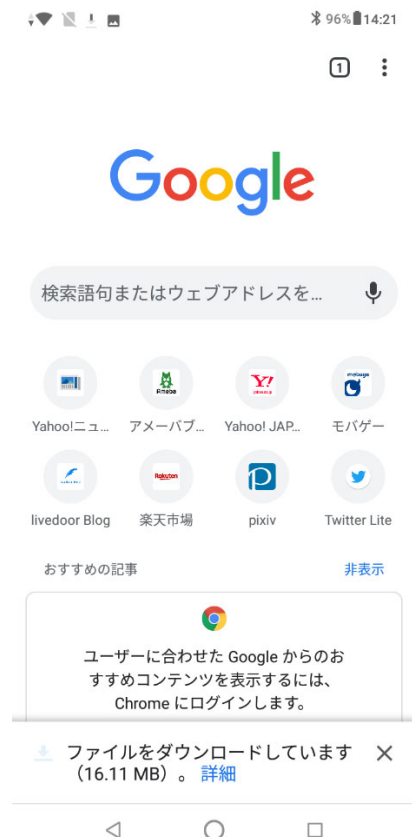 96% 14:21
1
Google
検索語句またはウェブアドレスを...
Ameba
Y!
mobage
Yahoo!ニュ... アメーバブ... Yahoo! JAP... モバゲー
Rakuten
livedoor Blog 楽天市場 pixiv Twitter Lite
おすすめの記事 非表示
ユーザーに合わせた Google からのお
すすめコンテンツを表示するには、
Chrome にログインします。
ファイルをダウンロードしています
(16.11 MB)。 詳細